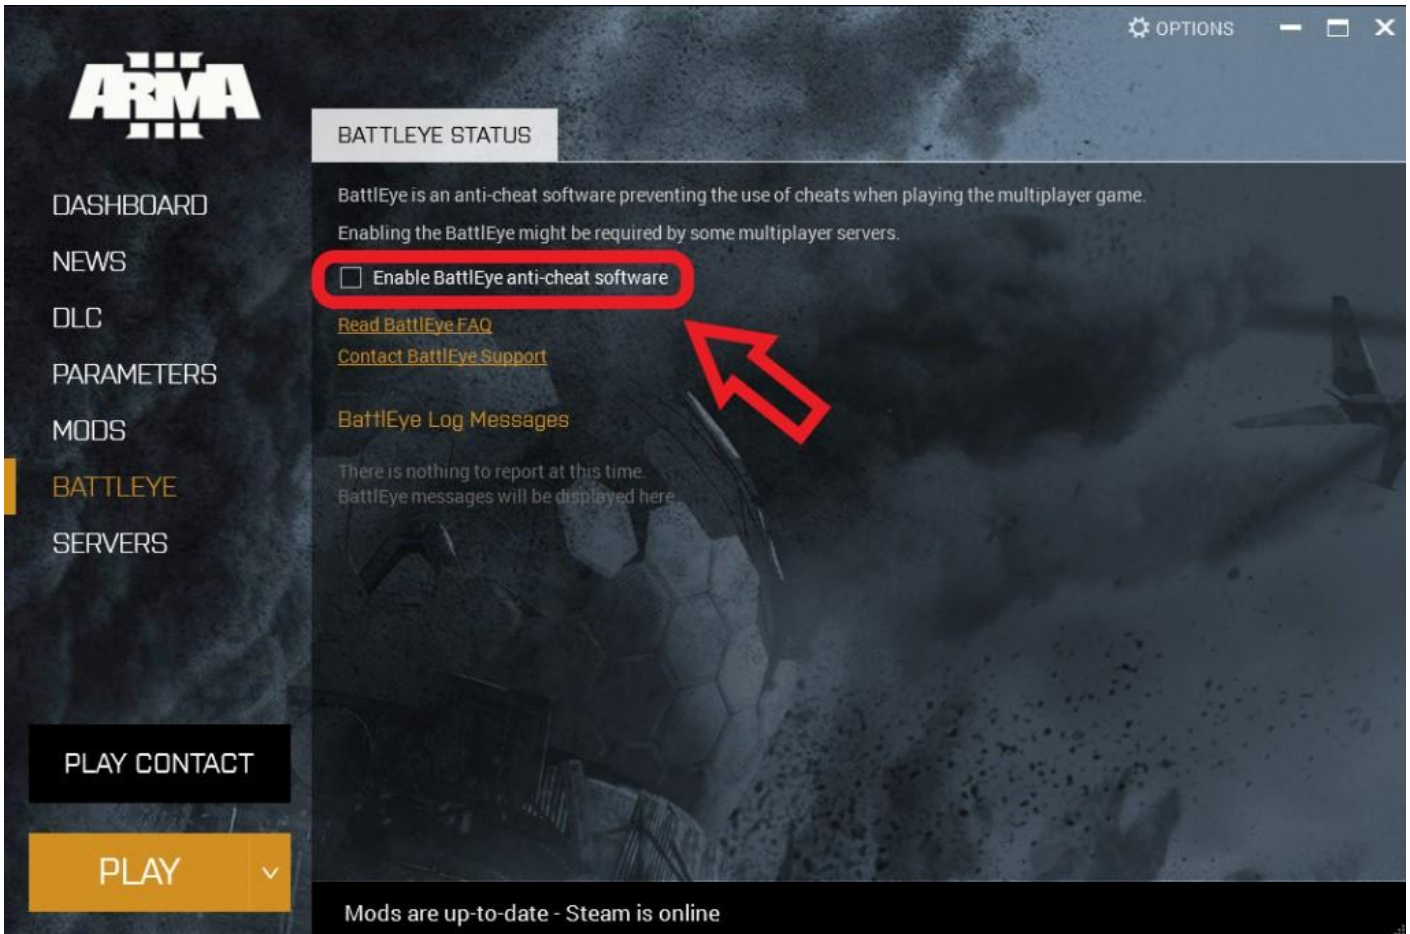 OPTIONS
ARMA
III
BATTLEYE STATUS
DASHBOARD
NEWS
DLC
PARAMETERS
MODS
BATTLEYE
SERVERS
PLAY CONTACT
PLAY
BattlEye is an anti-cheat software preventing the use of cheats when playing the multiplayer game.
Enabling the BattlEye might be required by some multiplayer servers.
Enable BattlEye anti-cheat software
Read BattlEye FAQ
Contact BattlEye Support
BattlEye Log Messages
There is nothing to report at this time.
BattlEye messages will be displayed here.
Mods are up-to-date - Steam is online